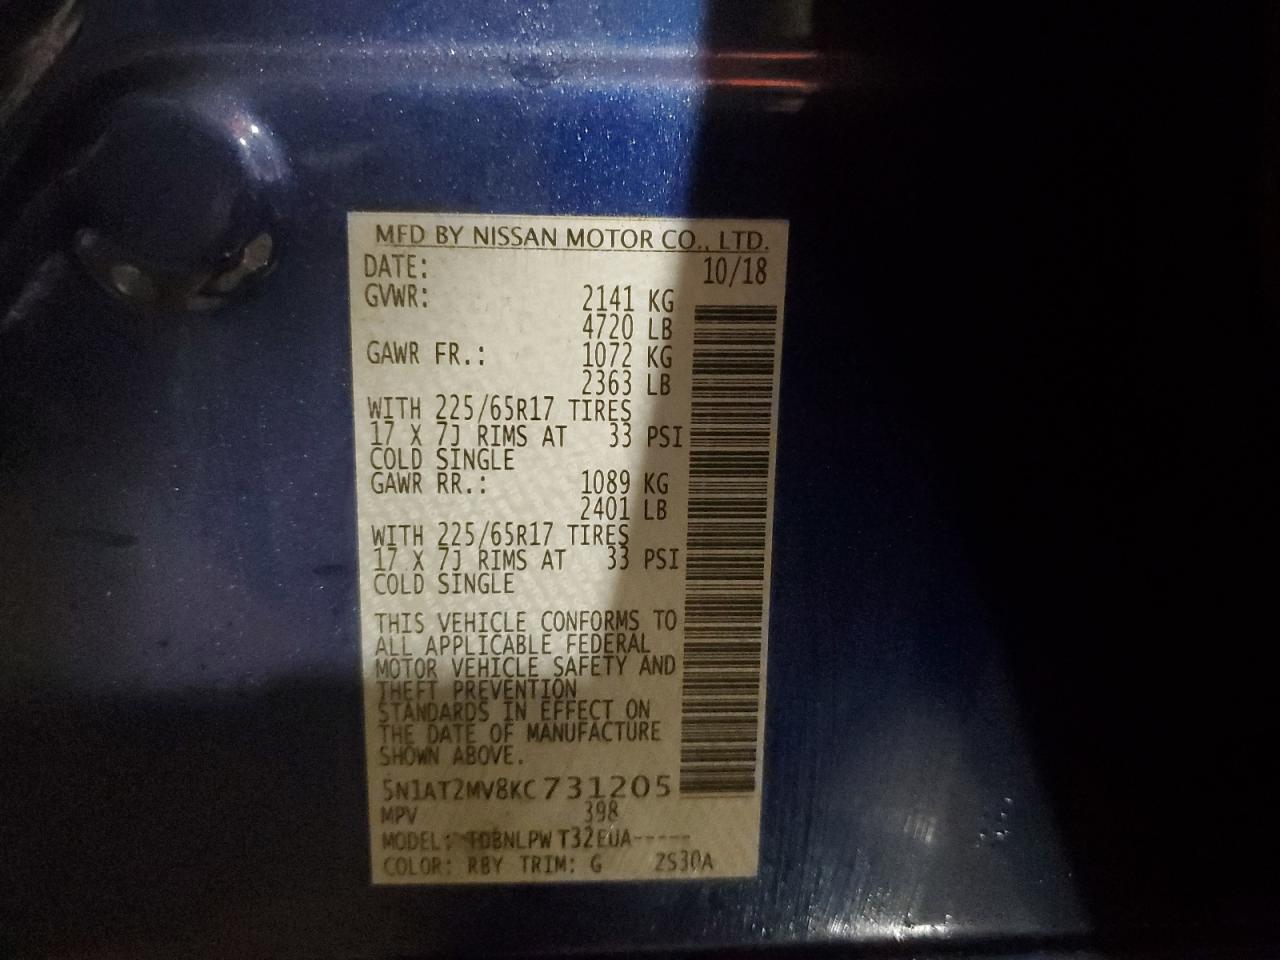 MFD BY NISSAN MOTOR CO., LTD.
DATE: 10/18
GVWR: 2141 KG
4720 LB
GAWR FR.: 1072 KG
2363 LB
WITH 225/65R17 TIRES
17 X 7J RIMS AT 33 PSI
COLD SINGLE
GAWR RR.: 1089 KG
2401 LB
WITH 225/65R17 TIRES
17 X 7J RIMS AT 33 PSI
COLD SINGLE
THIS VEHICLE CONFORMS TO
ALL APPLICABLE FEDERAL
MOTOR VEHICLE SAFETY AND
THEFT PREVENTION
STANDARDS IN EFFECT ON
THE DATE OF MANUFACTURE
SHOWN ABOVE.
5N1AT2MV8KC731205
MPV 398
MODEL: T32EUA-----
COLOR: RBY TRIM: G 2S30A